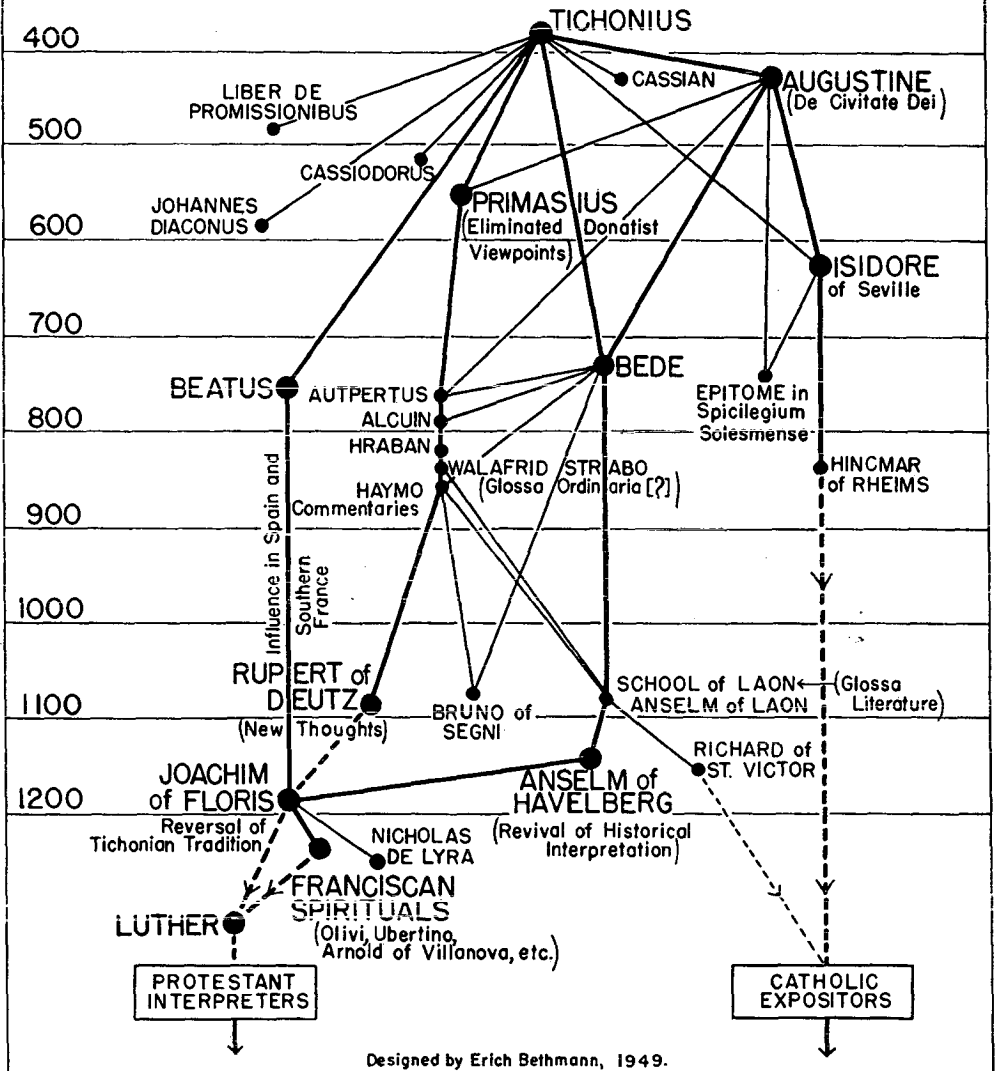 TICHONIUS
400
CASSIAN
AUGUSTINE
(De Civitate Dei)
LIBER DE
PROMISSIONIBUS
500
CASSIODORUS
JOHANNES
DIACONUS
PRIMASIUS
(Eliminated Donatist
Viewpoints)
600
ISIDORE
of Seville
700
BEDE
BEATUS
AUTPERTUS
EPITOME in
Spicilegium
Solesmense
ALCUIN
800
HRABAN
WALAFRID STRABO
(Glossa Ordinaria [?])
HINCMAR
of RHEIMS
HAYMO
Commentaries
900
Influence in Spain and
Southern
France
1000
RUPERT of
DEUTZ
(New Thoughts)
BRUNO of
SEGNI
SCHOOL of LAON
ANSELM of LAON
(Glossa
Literature)
1100
RICHARD of
ST. VICTOR
JOACHIM
of FLORIS
ANSELM of
HAVELBERG
(Revival of Historical
Interpretation)
1200
Reversal of
Tichonian Tradition
NICHOLAS
DE LYRA
FRANCISCAN
SPIRITUALS
(Olivi, Ubertino,
Arnold of Villanova, etc.)
LUTHER
PROTESTANT
INTERPRETERS
CATHOLIC
EXPOSITORS
Designed by Erich Bethmann, 1949.